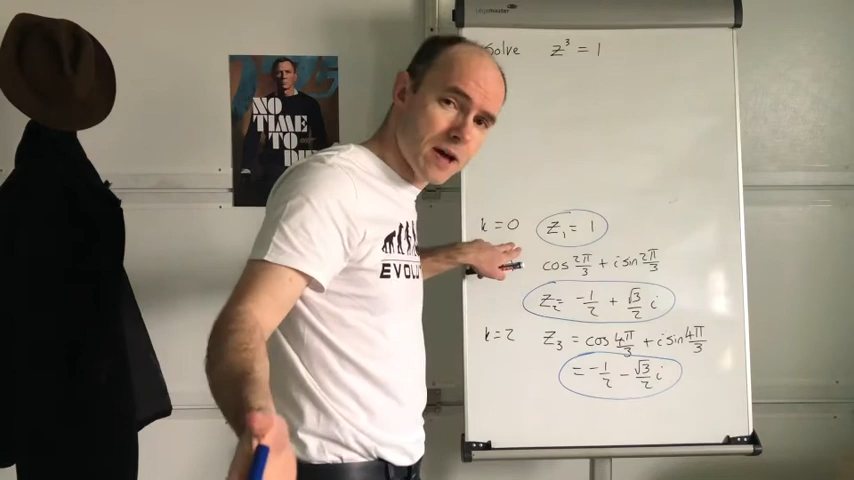 Solve z³ = 1
k=0 z₁ = 1
cos 2π/3 + i sin 2π/3
z₂ = -1/2 + √3/2 i
k=2 z₃ = cos 4π/3 + i sin 4π/3
= -1/2 - √3/2 i
NO
TIME
TO
EVOLU